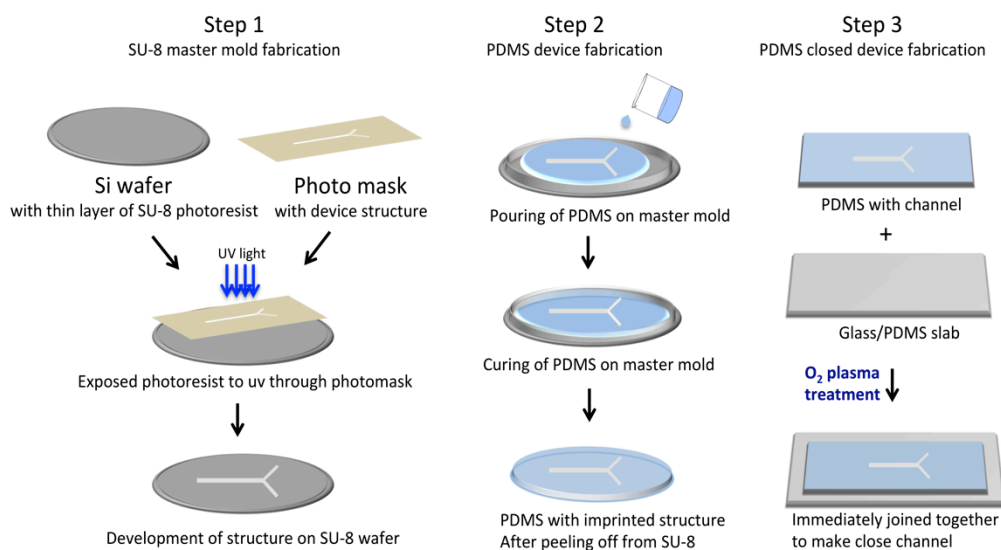 Step 1
SU-8 master mold fabrication
Si wafer
with thin layer of SU-8 photoresist
Photo mask
with device structure
UV light
Exposed photoresist to uv through photomask
Development of structure on SU-8 wafer
Step 2
PDMS device fabrication
Pouring of PDMS on master mold
Curing of PDMS on master mold
PDMS with imprinted structure
After peeling off from SU-8
Step 3
PDMS closed device fabrication
PDMS with channel
+
Glass/PDMS slab
O₂ plasma
treatment
Immediately joined together
to make close channel